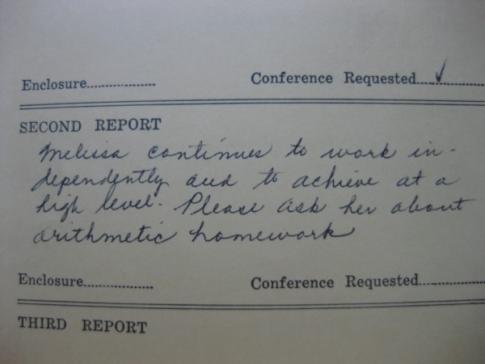 Enclosure................ Conference Requested....✓............
SECOND REPORT
Melissa continues to work in-
dependently and to achieve at a
high level. Please ask her about
arithmetic homework
Enclosure................ Conference Requested................
THIRD REPORT